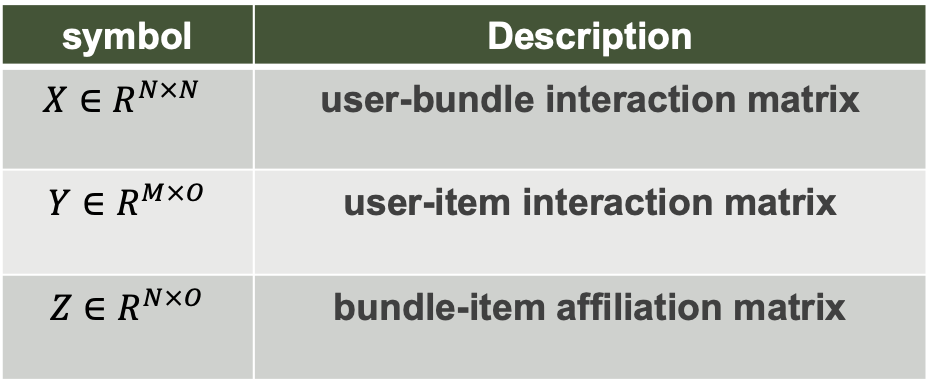 symbol Description
X ∈ R^{N×N} user-bundle interaction matrix
Y ∈ R^{M×O} user-item interaction matrix
Z ∈ R^{N×O} bundle-item affiliation matrix